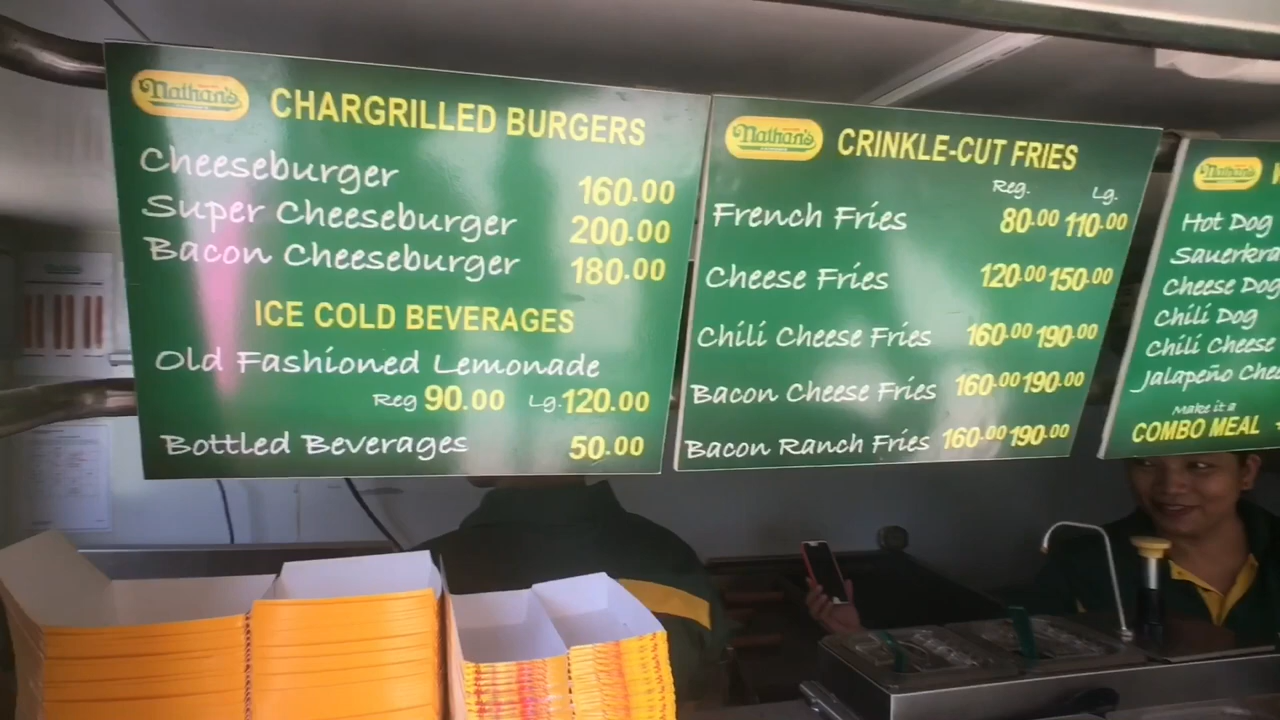 Nathan's
CHARGRILLED BURGERS
Cheeseburger 160.00
Super Cheeseburger 200.00
Bacon Cheeseburger 180.00
ICE COLD BEVERAGES
Old Fashioned Lemonade
Reg 90.00 Lg. 120.00
Bottled Beverages 50.00
Nathan's
CRINKLE-CUT FRIES
Reg. Lg.
French Fries 80.00 110.00
Cheese Fries 120.00 150.00
Chili Cheese Fries 160.00 190.00
Bacon Cheese Fries 160.00 190.00
Bacon Ranch Fries 160.00 190.00
Nathan's
Hot Dog
Cheese Dog
Chili Dog
Chili Cheese
Jalapeño
Make it a
COMBO MEAL